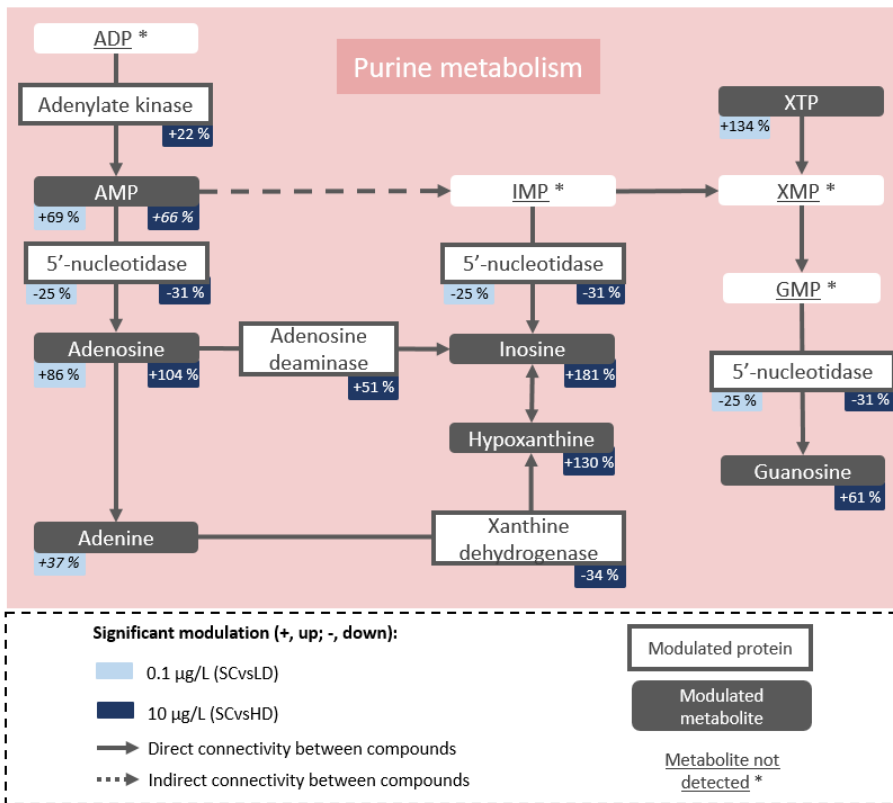 ADP *
Purine metabolism
Adenylate kinase
+22 %
XTP
+134 %
AMP
+69 %
+66 %
IMP *
XMP *
5′-nucleotidase
-25 %
-31 %
5′-nucleotidase
-25 %
-31 %
GMP *
Adenosine
+86 %
+104 %
Adenosine
deaminase
+51 %
Inosine
+181 %
5′-nucleotidase
-25 %
-31 %
Hypoxanthine
+130 %
Guanosine
+61 %
Adenine
+37 %
Xanthine
dehydrogenase
-34 %
Significant modulation (+, up; -, down):
0.1 µg/L (SCvsLD)
10 µg/L (SCvsHD)
Direct connectivity between compounds
Indirect connectivity between compounds
Modulated protein
Modulated
metabolite
Metabolite not
detected *